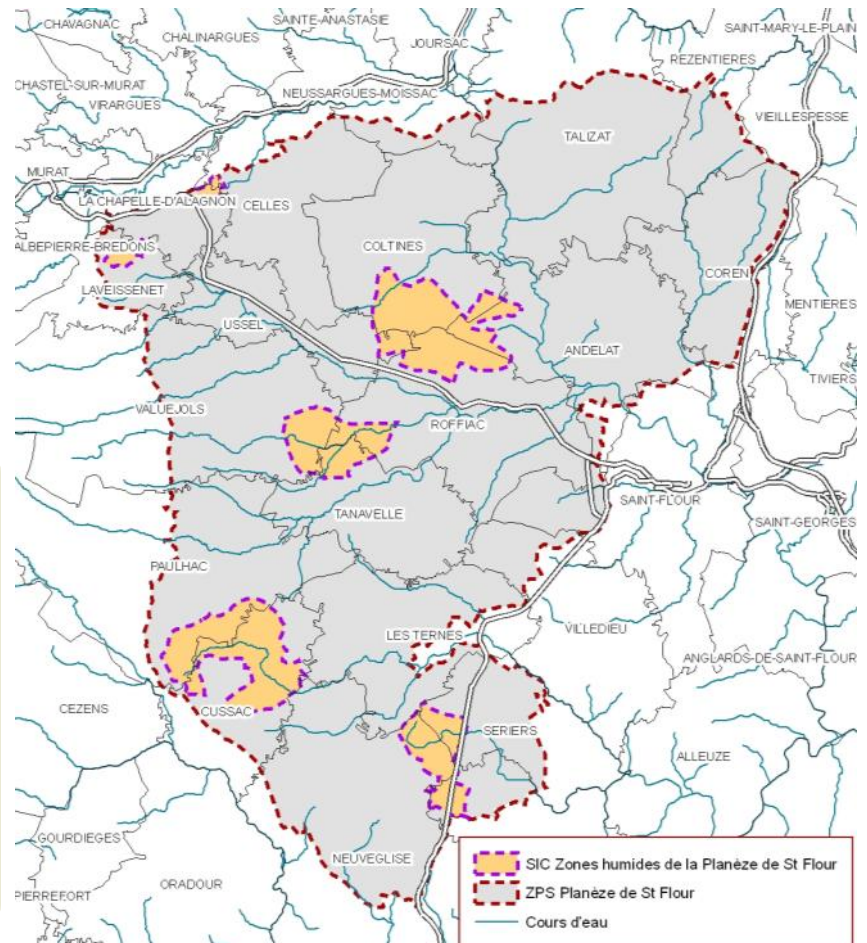 CHAVAGNAC
SAINTE-ANASTASIE
CHALINARGUES
JOURSAC
SAINT-MARY-LE-PLAIN
REZENTIERES
CHASTEL-SUR-MURAT
NEUSSARGUES-MOISSAC
VIRARGUES
VIEILLESPESSE
TALIZAT
MURAT
LA CHAPELLE-D'ALAGNON
CELLES
ALBEPIERRE-BREDONS
COLTINES
COREN
LAVEISSENET
MENTIERES
USSEL
ANDELAT
TIVIERS
VALUEJOLS
ROFFIAC
SAINT-FLOUR
TANAVELLE
SAINT-GEORGES
PAULHAC
LES TERNES
VILLEDIEU
ANGLARDS-DE-SAINT-FLOUR
CEZENS
CUSSAC
SERIERS
ALLEUZE
GOURDIEGES
NEUVEGLISE
PIERREFORT
ORADOUR
SIC Zones humides de la Planèze de St Flour
ZPS Planèze de St Flour
Cours d'eau